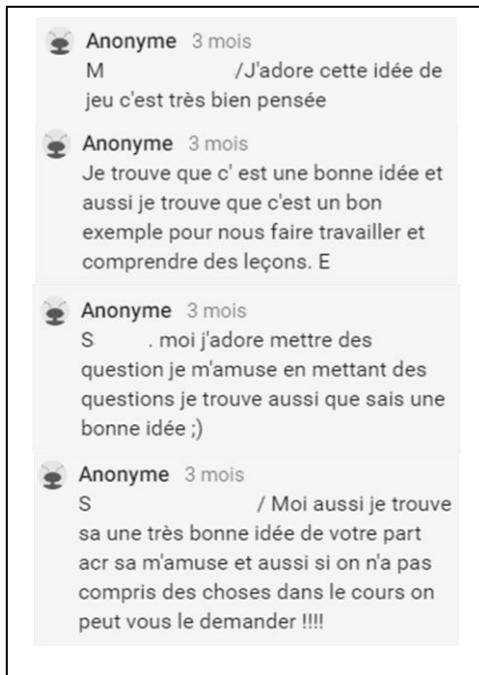 Anonyme 3 mois
M /J'adore cette idée de
jeu c'est très bien pensée
Anonyme 3 mois
Je trouve que c' est une bonne idée et
aussi je trouve que c'est un bon
exemple pour nous faire travailler et
comprendre des leçons. E
Anonyme 3 mois
S . moi j'adore mettre des
question je m'amuse en mettant des
questions je trouve aussi que sais une
bonne idée ;)
Anonyme 3 mois
S / Moi aussi je trouve
sa une très bonne idée de votre part
acr sa m'amuse et aussi si on n'a pas
compris des choses dans le cours on
peut vous le demander !!!!